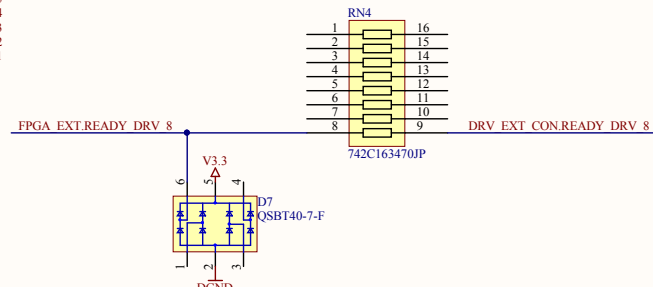 RN4
1 16
2 15
3 14
4 13
5 12
6 11
7 10
8 9
FPGA_EXT.READY_DRV_8
DRV_EXT_CON.READY_DRV_8
742C163470JP
V3.3
6 5 4
D7
QSBT40-7-F
1 2 3
DGND